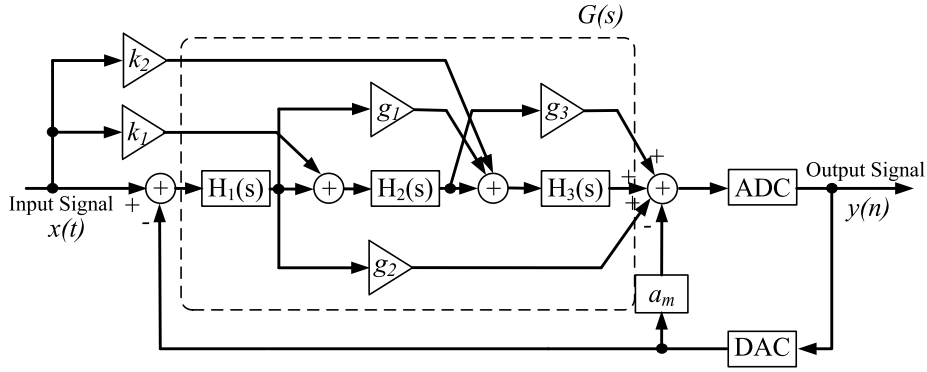 G(s)
k2
g1
g3
k1
+
+
Input Signal
x(t)
+
-
+
H1(s)
+
H2(s)
+
H3(s)
+
+
-
+
ADC
Output Signal
y(n)
g2
am
DAC